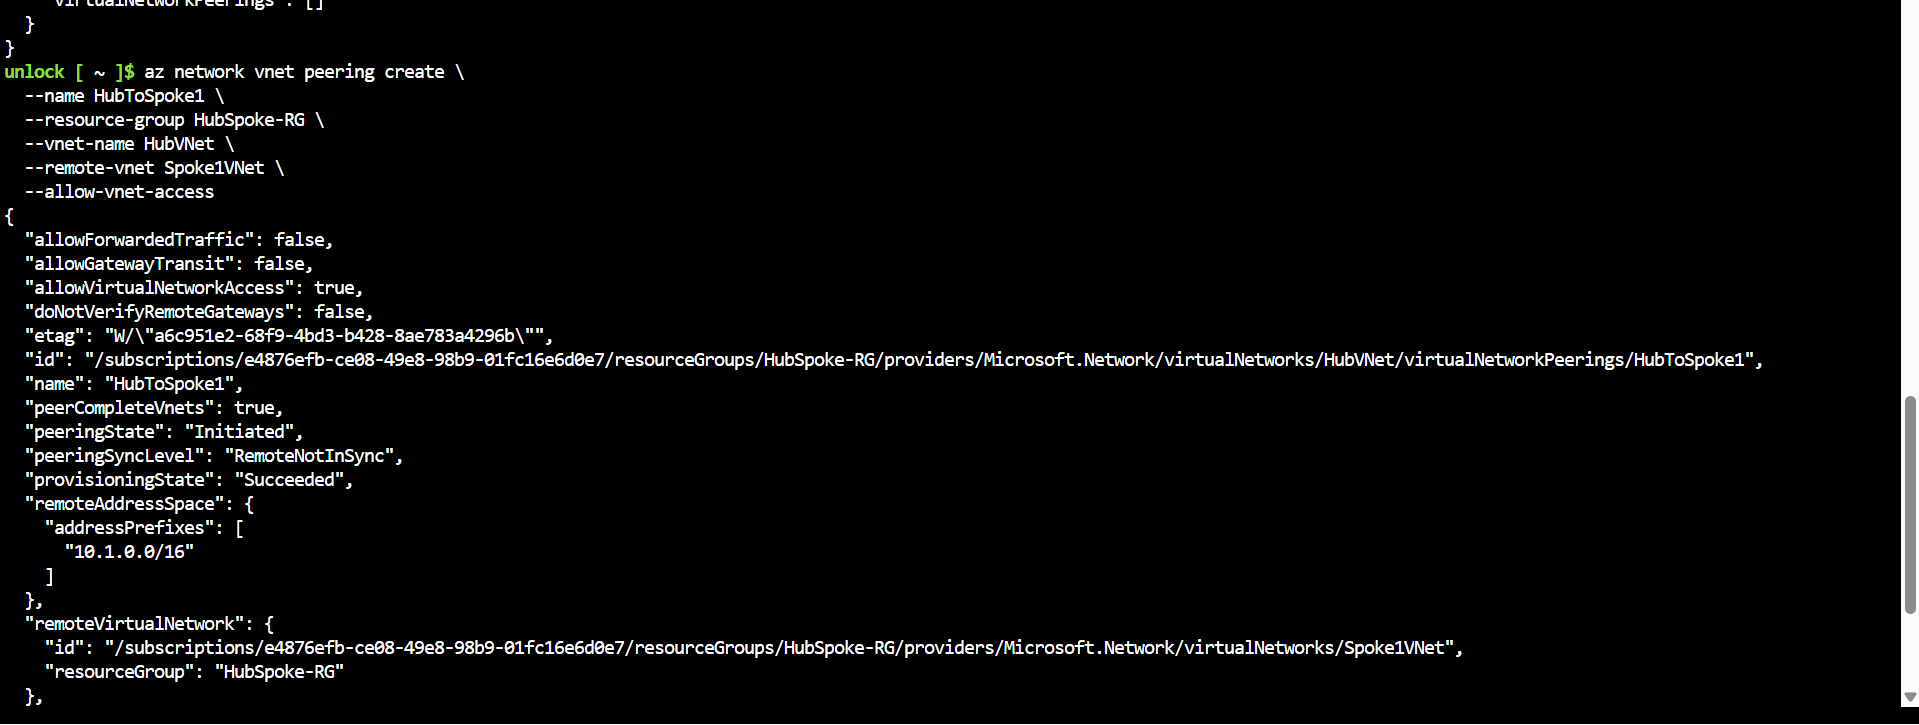 "virtualNetworkPeerings": []
}
}
unlock [ ~ ]$ az network vnet peering create \
--name HubToSpoke1 \
--resource-group HubSpoke-RG \
--vnet-name HubVNet \
--remote-vnet Spoke1VNet \
--allow-vnet-access
{
"allowForwardedTraffic": false,
"allowGatewayTransit": false,
"allowVirtualNetworkAccess": true,
"doNotVerifyRemoteGateways": false,
"etag": "W/\"a6c951e2-68f9-4bd3-b428-8ae783a4296b\"",
"id": "/subscriptions/e4876efb-ce08-49e8-98b9-01fc16e6d0e7/resourceGroups/HubSpoke-RG/providers/Microsoft.Network/virtualNetworks/HubVNet/virtualNetworkPeerings/HubToSpoke1",
"name": "HubToSpoke1",
"peerCompleteVnets": true,
"peeringState": "Initiated",
"peeringSyncLevel": "RemoteNotInSync",
"provisioningState": "Succeeded",
"remoteAddressSpace": {
"addressPrefixes": [
"10.1.0.0/16"
]
},
"remoteVirtualNetwork": {
"id": "/subscriptions/e4876efb-ce08-49e8-98b9-01fc16e6d0e7/resourceGroups/HubSpoke-RG/providers/Microsoft.Network/virtualNetworks/Spoke1VNet",
"resourceGroup": "HubSpoke-RG"
},